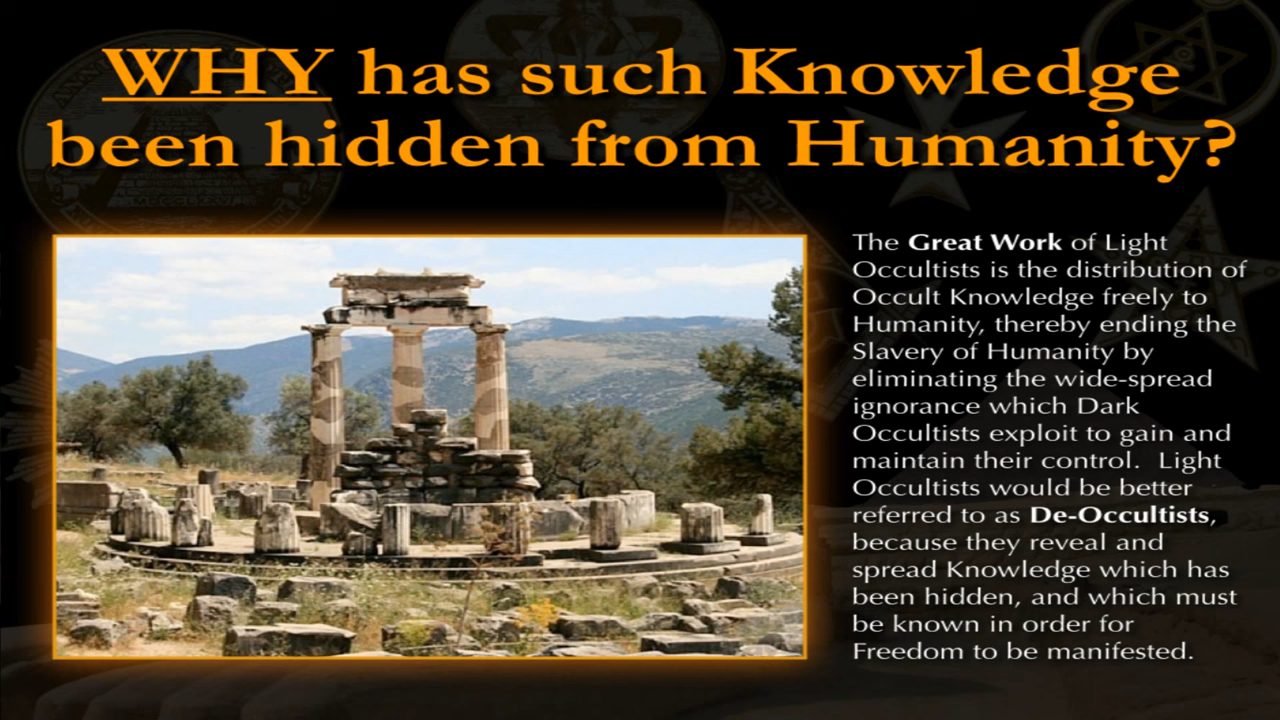 WHY has such Knowledge
been hidden from Humanity?
The Great Work of Light
Occultists is the distribution of
Occult Knowledge freely to
Humanity, thereby ending the
Slavery of Humanity by
eliminating the wide-spread
ignorance which Dark
Occultists exploit to gain and
maintain their control.  Light
Occultists would be better
referred to as De-Occultists,
because they reveal and
spread Knowledge which has
been hidden, and which must
be known in order for
Freedom to be manifested.
MDCCLXXVI